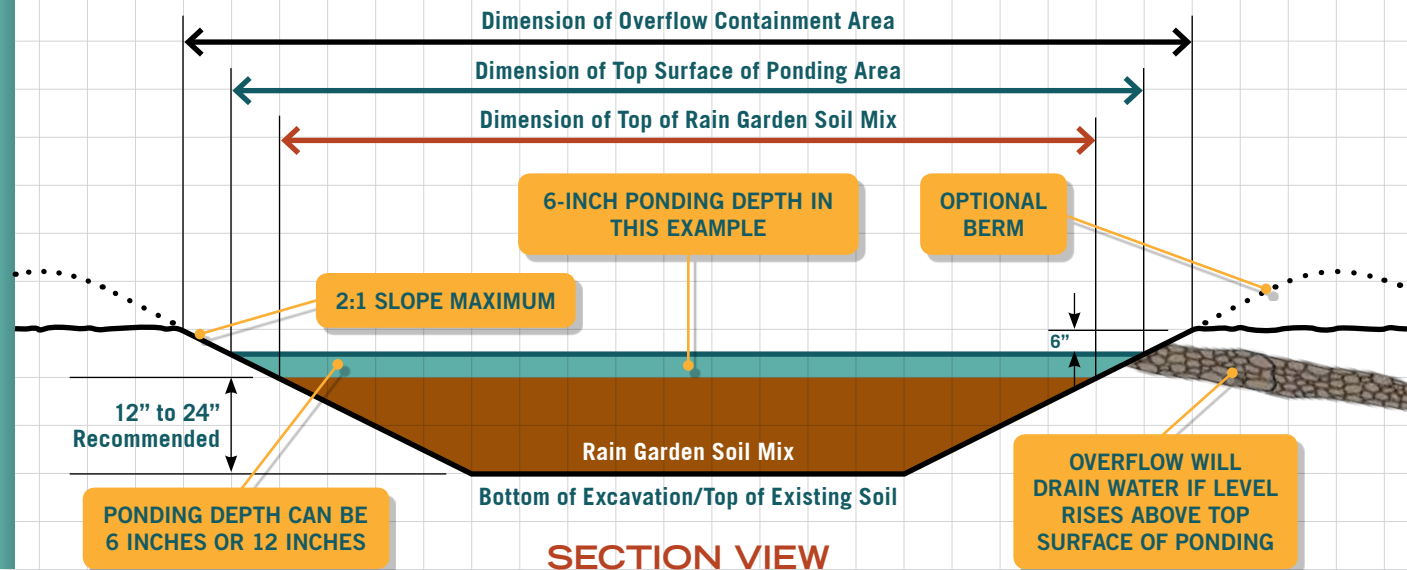 Dimension of Overflow Containment Area
Dimension of Top Surface of Ponding Area
Dimension of Top of Rain Garden Soil Mix
6-INCH PONDING DEPTH IN
THIS EXAMPLE
OPTIONAL
BERM
2:1 SLOPE MAXIMUM
6”
12” to 24”
Recommended
Rain Garden Soil Mix
Bottom of Excavation/Top of Existing Soil
PONDING DEPTH CAN BE
6 INCHES OR 12 INCHES
OVERFLOW WILL
DRAIN WATER IF LEVEL
RISES ABOVE TOP
SURFACE OF PONDING
SECTION VIEW